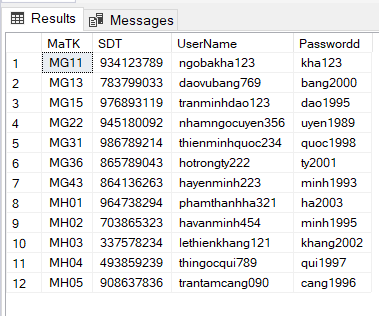 Results Messages
MaTK SDT UserName Passwordd
1 MG11 934123789 ngobakha123 kha123
2 MG13 783799033 daovubang769 bang2000
3 MG15 976893119 tranminhdao123 dao1995
4 MG22 945180092 nhamngocuyen356 uyen1989
5 MG31 986789214 thienminhquoc234 quoc1998
6 MG36 865789043 hotrongty222 ty2001
7 MG43 864136263 hayenminh223 minh1993
8 MH01 964738294 phamthanhha321 ha2003
9 MH02 703865323 havanminh454 minh1995
10 MH03 337578234 lethienkhang121 khang2002
11 MH04 493859239 thingocqui789 qui1997
12 MH05 908637836 trantamcang090 cang1996